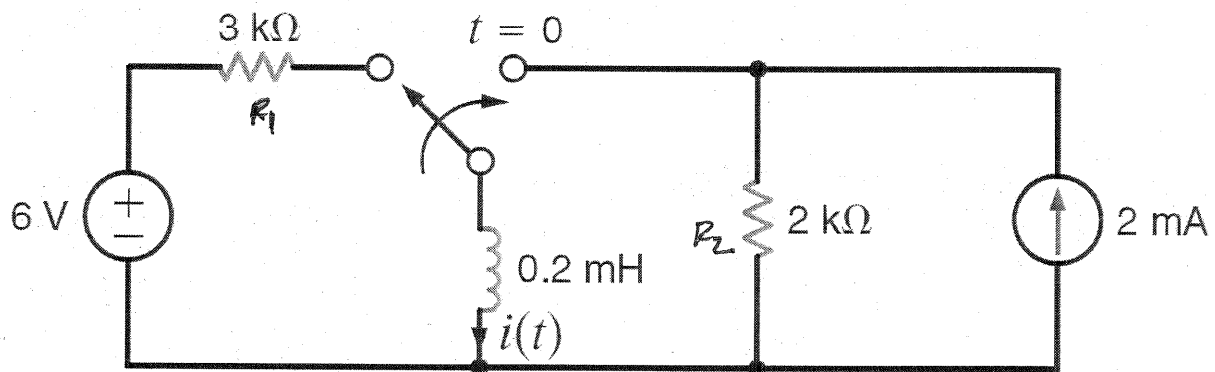 3 kΩ
t = 0
R₁
6 V
+
−
R₂
2 kΩ
2 mA
0.2 mH
i(t)